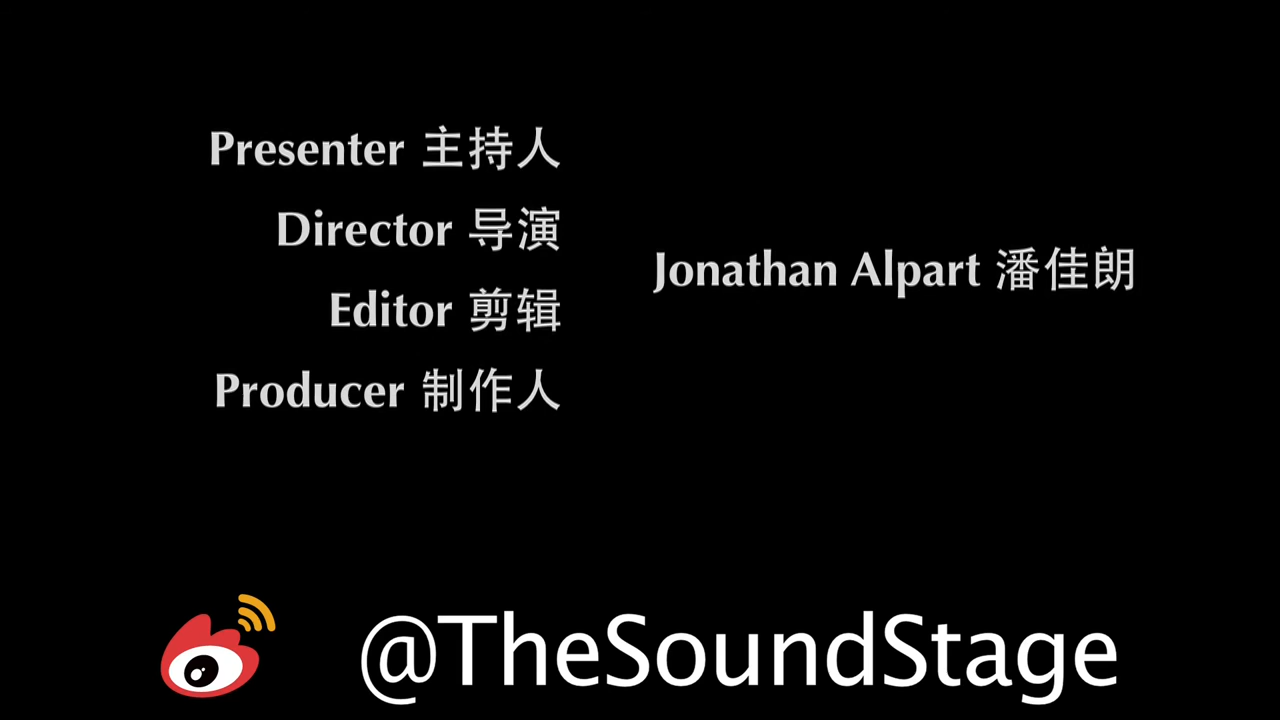 Presenter 主持人
Director 导演
Jonathan Alpart 潘佳朗
Editor 剪辑
Producer 制作人
@TheSoundStage